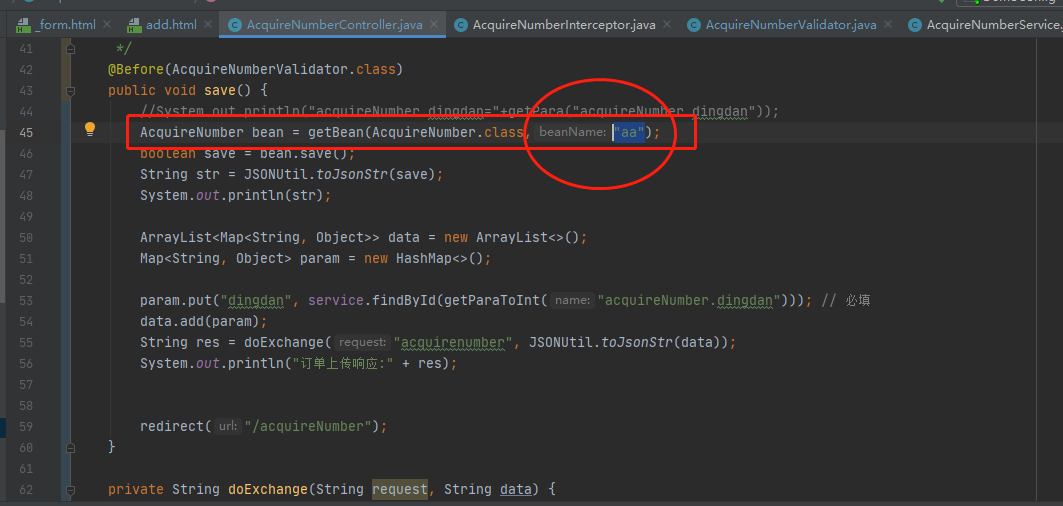 _form.html × add.html × AcquireNumberController.java × AcquireNumberInterceptor.java × AcquireNumberValidator.java × AcquireNumberService.
41 */
42 @Before(AcquireNumberValidator.class)
43 public void save() {
44 //System.out.println("acquireNumber.dingdan="+getPara("acquireNumber.dingdan"));
45 AcquireNumber bean = getBean(AcquireNumber.class, beanName: "aa");
46 boolean save = bean.save();
47 String str = JSONUtil.toJsonStr(save);
48 System.out.println(str);
49
50 ArrayList<Map<String, Object>> data = new ArrayList<>();
51 Map<String, Object> param = new HashMap<>();
52
53 param.put("dingdan", service.findById(getParaToInt( name: "acquireNumber.dingdan"))); // 必填
54 data.add(param);
55 String res = doExchange( request: "acquirenumber", JSONUtil.toJsonStr(data));
56 System.out.println("订单上传响应:" + res);
57
58
59 redirect( url: "/acquireNumber");
60 }
61
62 private String doExchange(String request, String data) {